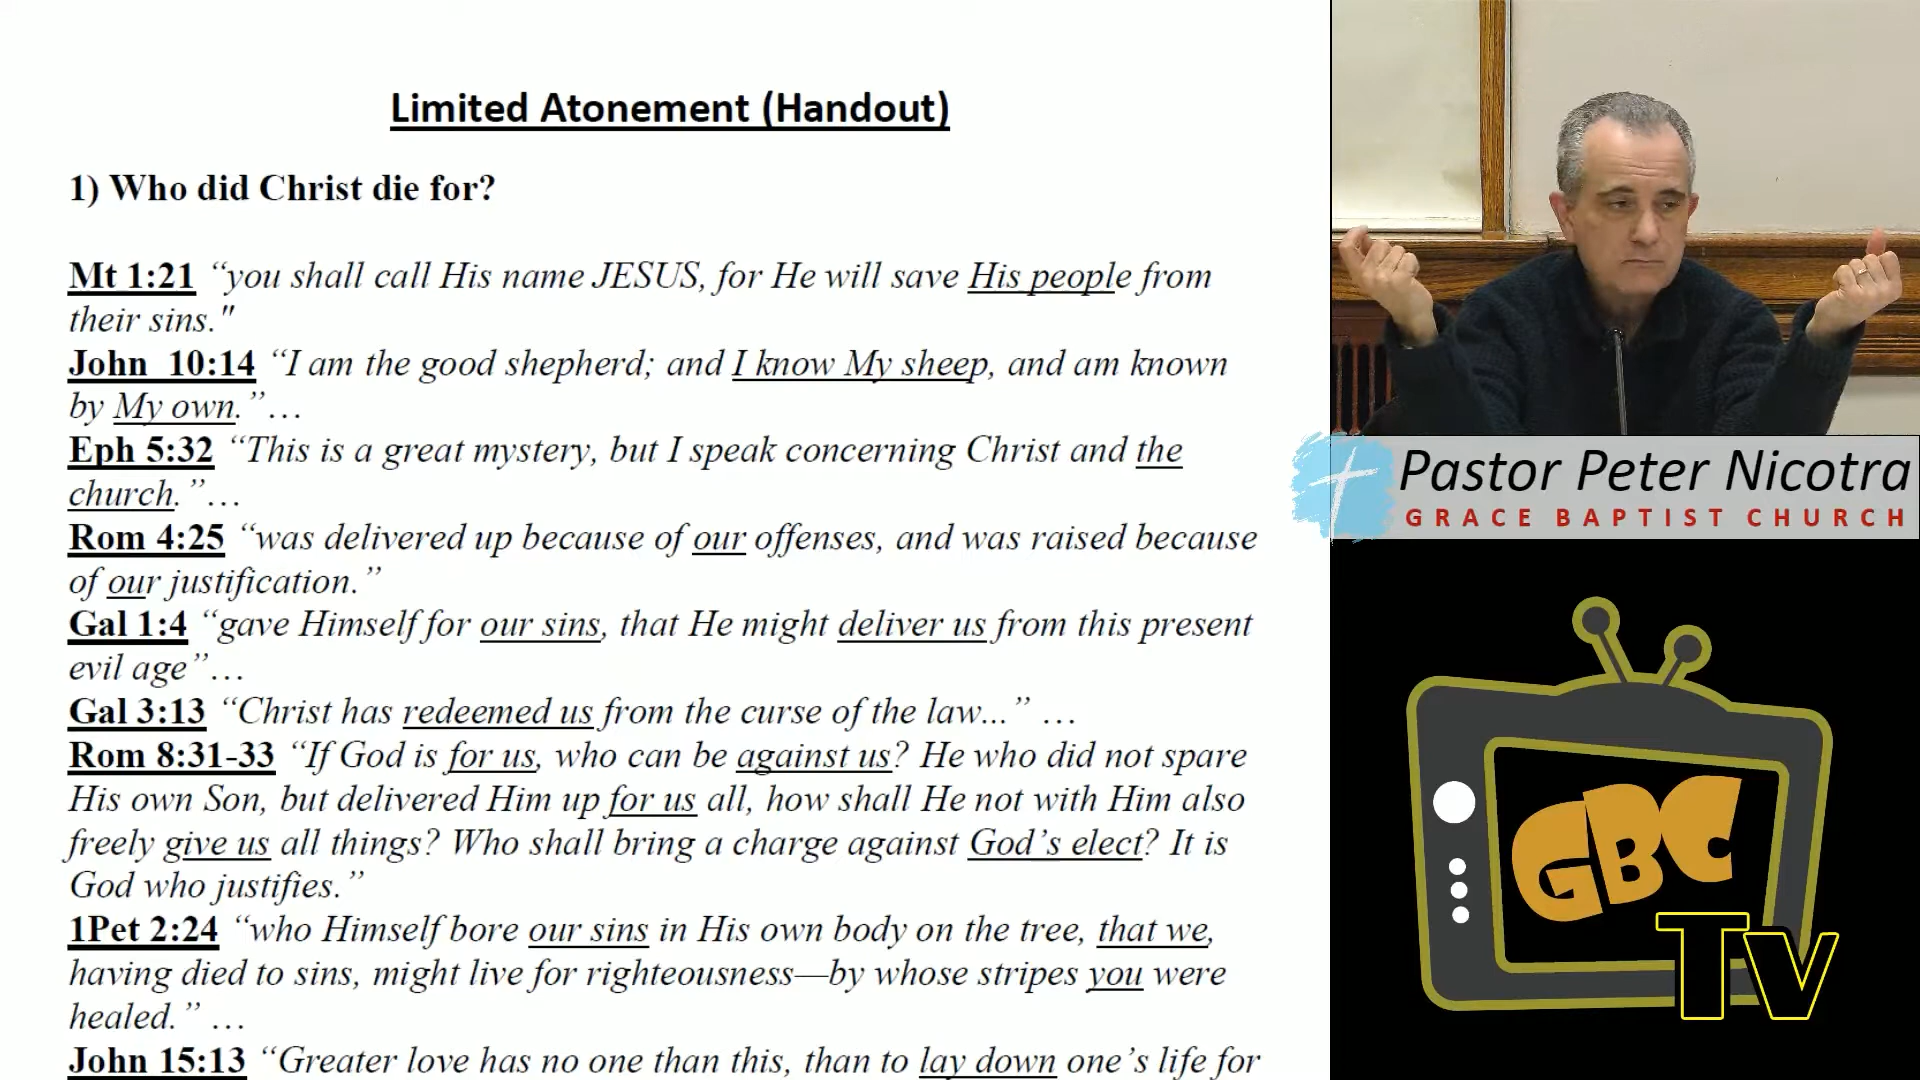 Limited Atonement (Handout)
1) Who did Christ die for?
Mt 1:21 “you shall call His name JESUS, for He will save His people from
their sins."
John 10:14 “I am the good shepherd; and I know My sheep, and am known
by My own.”…
Eph 5:32 “This is a great mystery, but I speak concerning Christ and the
church.”…
Rom 4:25 “was delivered up because of our offenses, and was raised because
of our justification.”
Gal 1:4 “gave Himself for our sins, that He might deliver us from this present
evil age”…
Gal 3:13 “Christ has redeemed us from the curse of the law...” …
Rom 8:31-33 “If God is for us, who can be against us? He who did not spare
His own Son, but delivered Him up for us all, how shall He not with Him also
freely give us all things? Who shall bring a charge against God’s elect? It is
God who justifies.”
1Pet 2:24 “who Himself bore our sins in His own body on the tree, that we,
having died to sins, might live for righteousness—by whose stripes you were
healed.” …
John 15:13 “Greater love has no one than this, than to lay down one’s life for
Pastor Peter Nicotra
GRACE BAPTIST CHURCH
GBC
TV